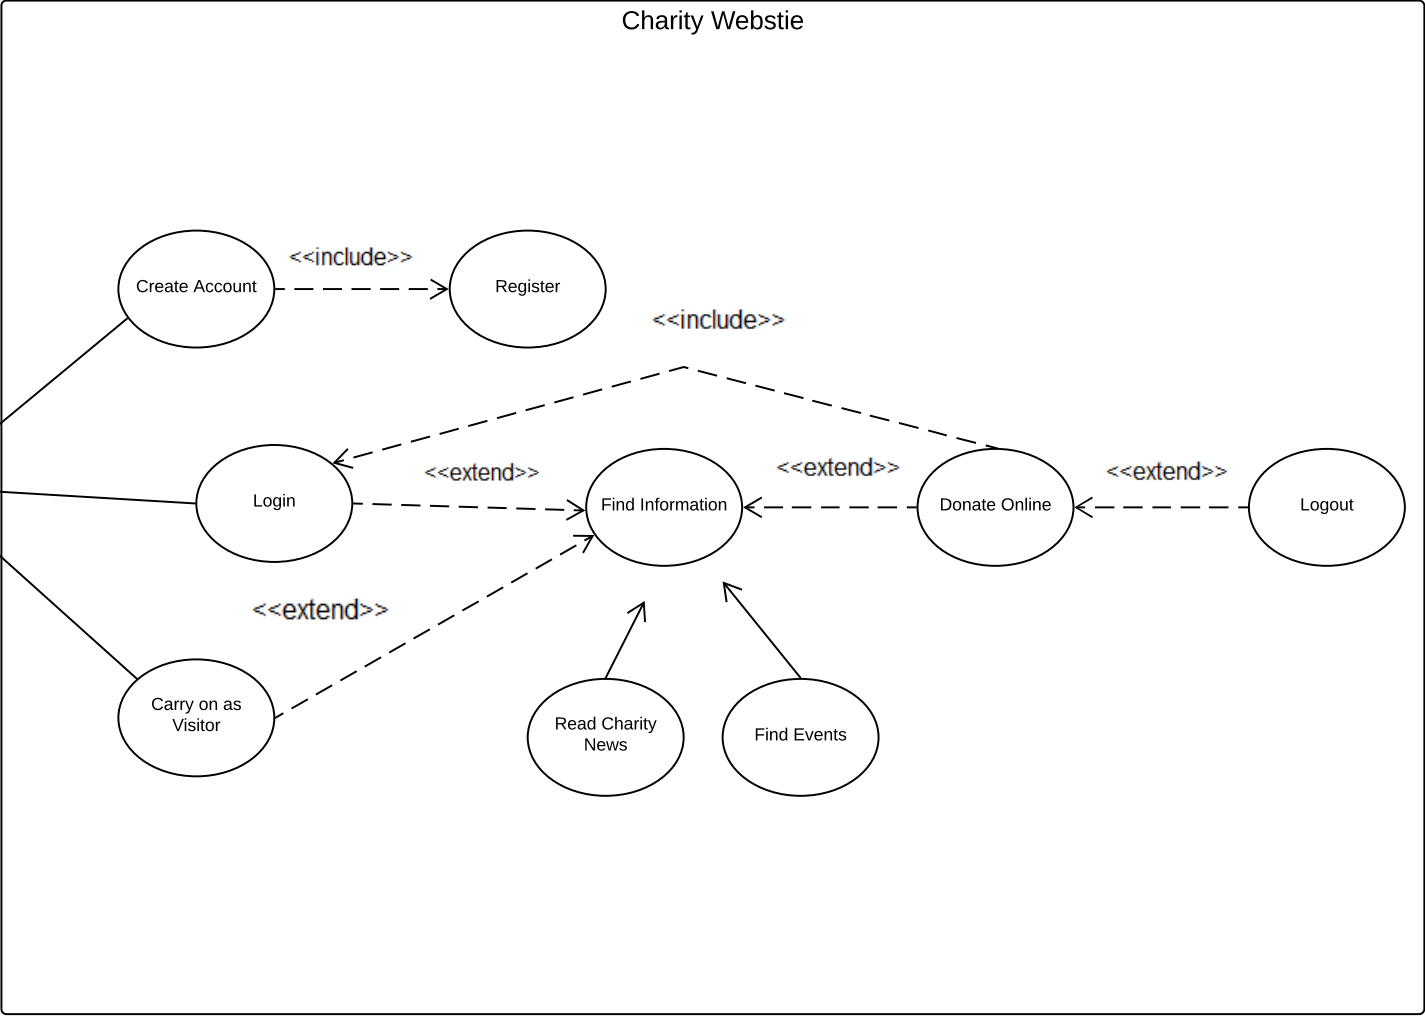 Charity Webstie
<<include>>
Create Account
Register
<<include>>
<<extend>>
<<extend>>
<<extend>>
Login
Find Information
Donate Online
Logout
<<extend>>
Carry on as
Visitor
Read Charity
News
Find Events